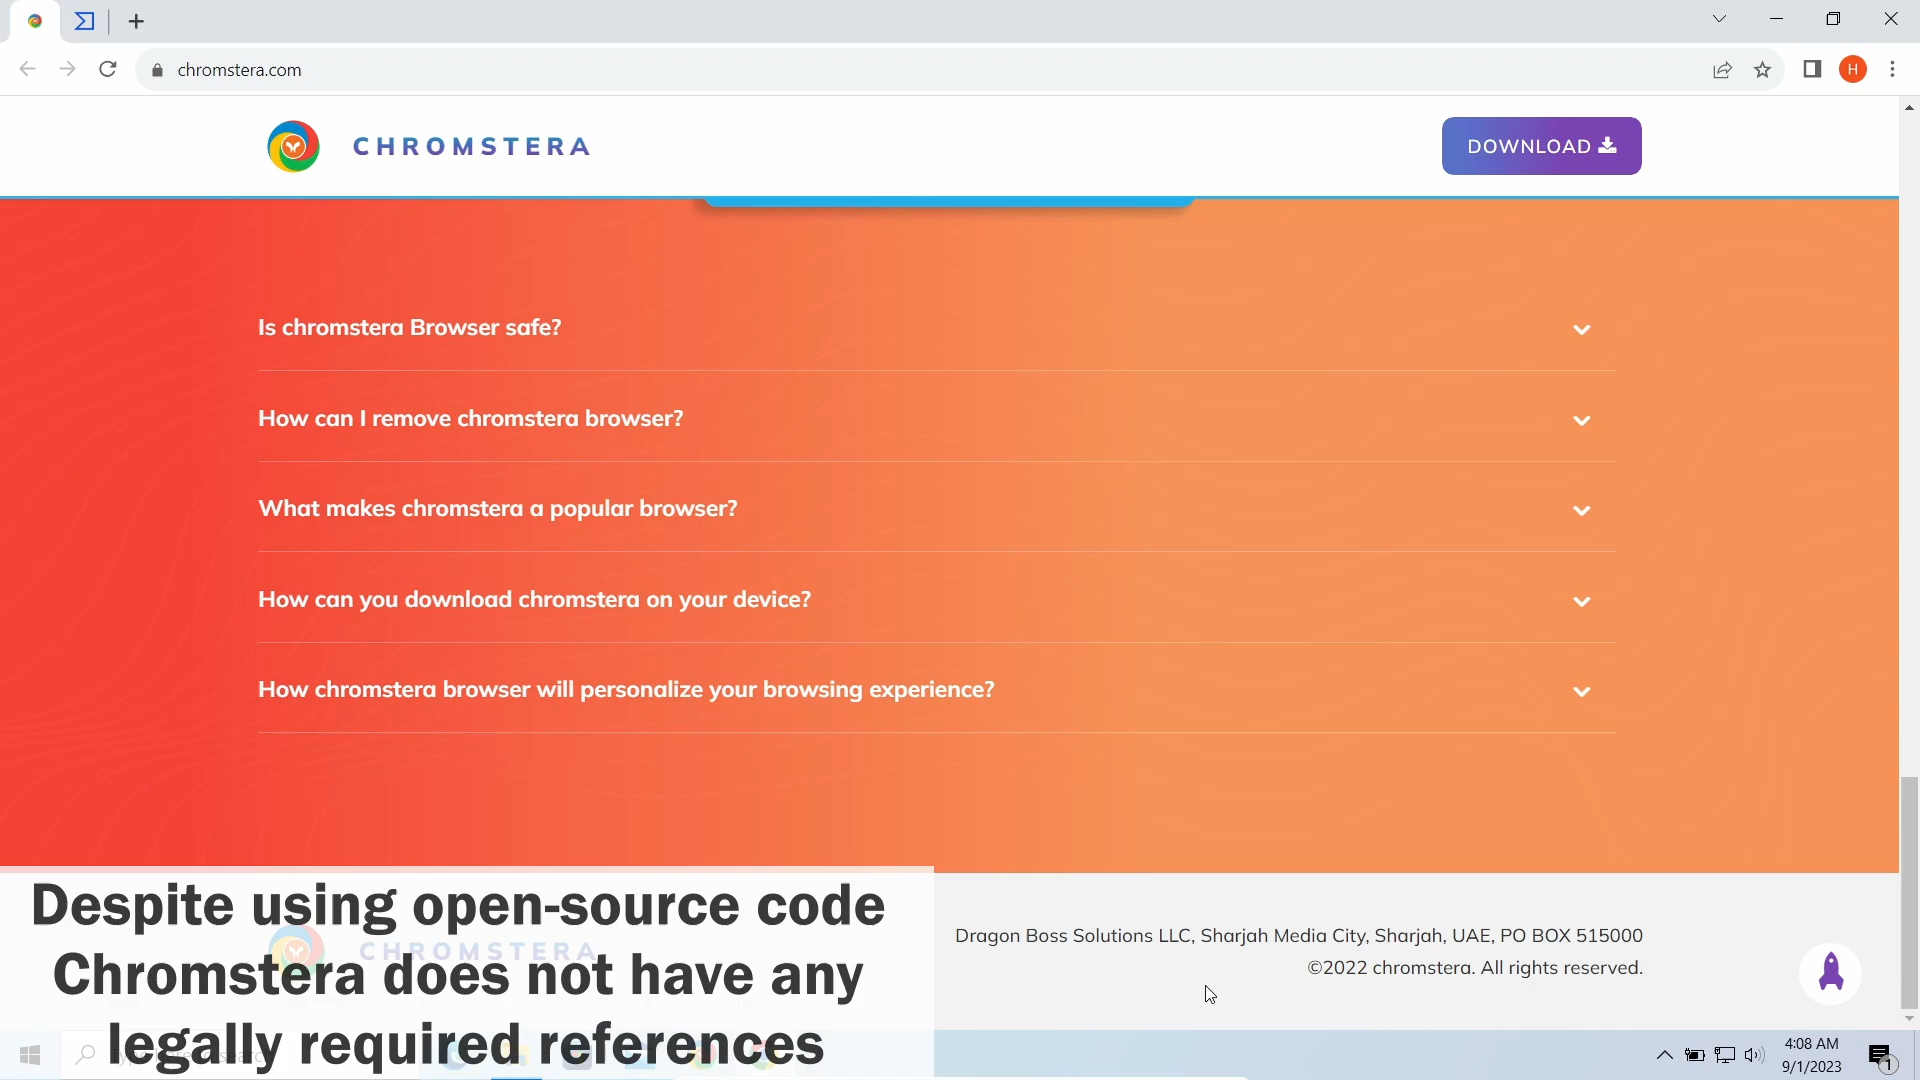 chromstera.com
H
CHROMSTERA
DOWNLOAD
Is chromstera Browser safe?
How can I remove chromstera browser?
What makes chromstera a popular browser?
How can you download chromstera on your device?
How chromstera browser will personalize your browsing experience?
Despite using open-source code
Chromstera does not have any
legally required references
CHROMSTERA
Dragon Boss Solutions LLC, Sharjah Media City, Sharjah, UAE, PO BOX 515000
©2022 chromstera. All rights reserved.
4:08 AM
9/1/2023
1